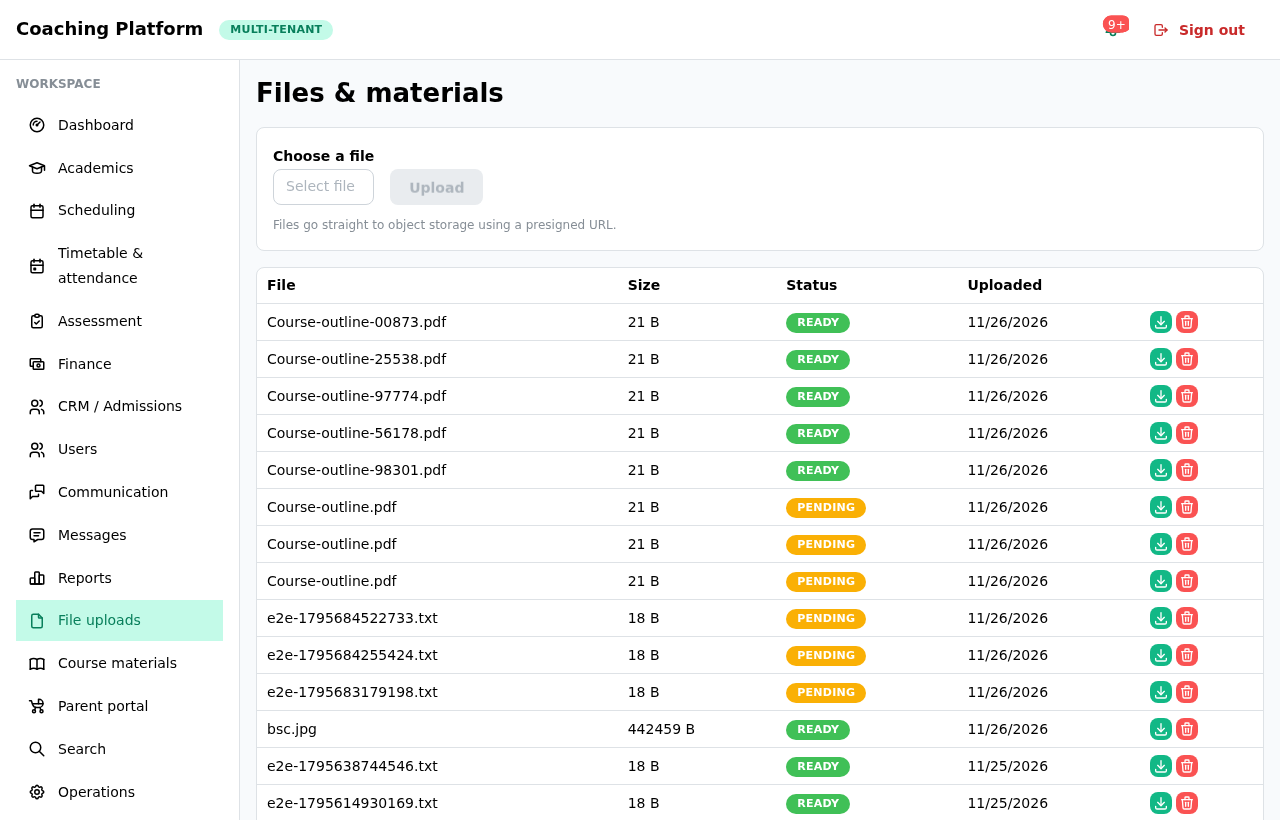 Coaching Platform MULTI-TENANT 9+ Sign out
WORKSPACE
Dashboard
Academics
Scheduling
Timetable &
attendance
Assessment
Finance
CRM / Admissions
Users
Communication
Messages
Reports
File uploads
Course materials
Parent portal
Search
Operations
Files & materials
Choose a file
Select file Upload
Files go straight to object storage using a presigned URL.
File Size Status Uploaded
Course-outline-00873.pdf 21 B READY 11/26/2026
Course-outline-25538.pdf 21 B READY 11/26/2026
Course-outline-97774.pdf 21 B READY 11/26/2026
Course-outline-56178.pdf 21 B READY 11/26/2026
Course-outline-98301.pdf 21 B READY 11/26/2026
Course-outline.pdf 21 B PENDING 11/26/2026
Course-outline.pdf 21 B PENDING 11/26/2026
Course-outline.pdf 21 B PENDING 11/26/2026
e2e-1795684522733.txt 18 B PENDING 11/26/2026
e2e-1795684255424.txt 18 B PENDING 11/26/2026
e2e-1795683179198.txt 18 B PENDING 11/26/2026
bsc.jpg 442459 B READY 11/26/2026
e2e-1795638744546.txt 18 B READY 11/25/2026
e2e-1795614930169.txt 18 B READY 11/25/2026